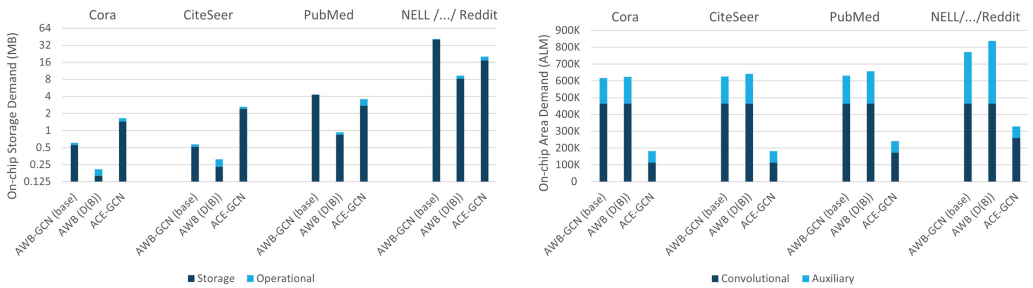 Cora CiteSeer PubMed NELL /.../ Reddit
On-chip Storage Demand (MB)
64
32
16
8
4
2
1
0.5
0.25
0.125
AWB-GCN (base) AWB (D(B)) ACE-GCN AWB-GCN (base) AWB (D(B)) ACE-GCN AWB-GCN (base) AWB (D(B)) ACE-GCN AWB-GCN (base) AWB (D(B)) ACE-GCN
Storage Operational
Cora CiteSeer PubMed NELL/.../Reddit
On-chip Area Demand (ALM)
900K
800K
700K
600K
500K
400K
300K
200K
100K
0
AWB-GCN (base) AWB (D(B)) ACE-GCN AWB-GCN (base) AWB (D(B)) ACE-GCN AWB-GCN (base) AWB (D(B)) ACE-GCN AWB-GCN (base) AWB (D(B)) ACE-GCN
Convolutional Auxiliary